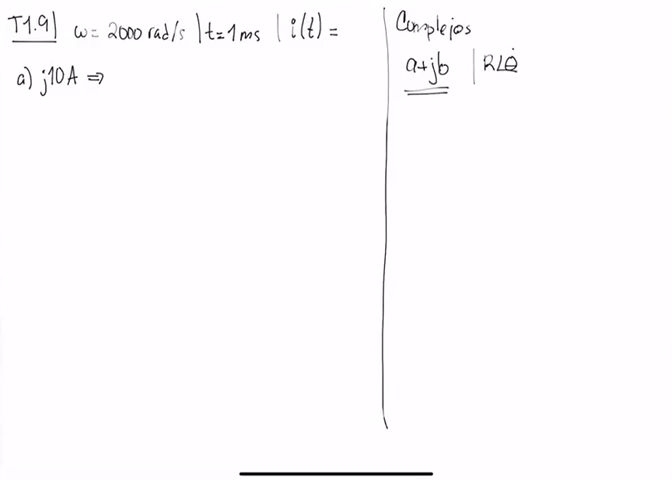 T1.9| ω = 2000 rad/s | t = 1 ms | i(t) =
a) j10A ⇒
Complejos
a+jb | R∠θ